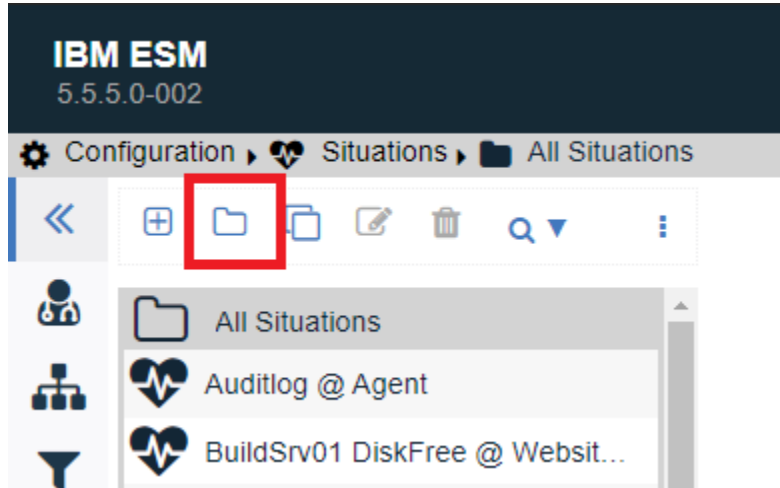 IBM ESM
5.5.5.0-002
Configuration Situations All Situations
All Situations
Auditlog @ Agent
BuildSrv01 DiskFree @ Websit...